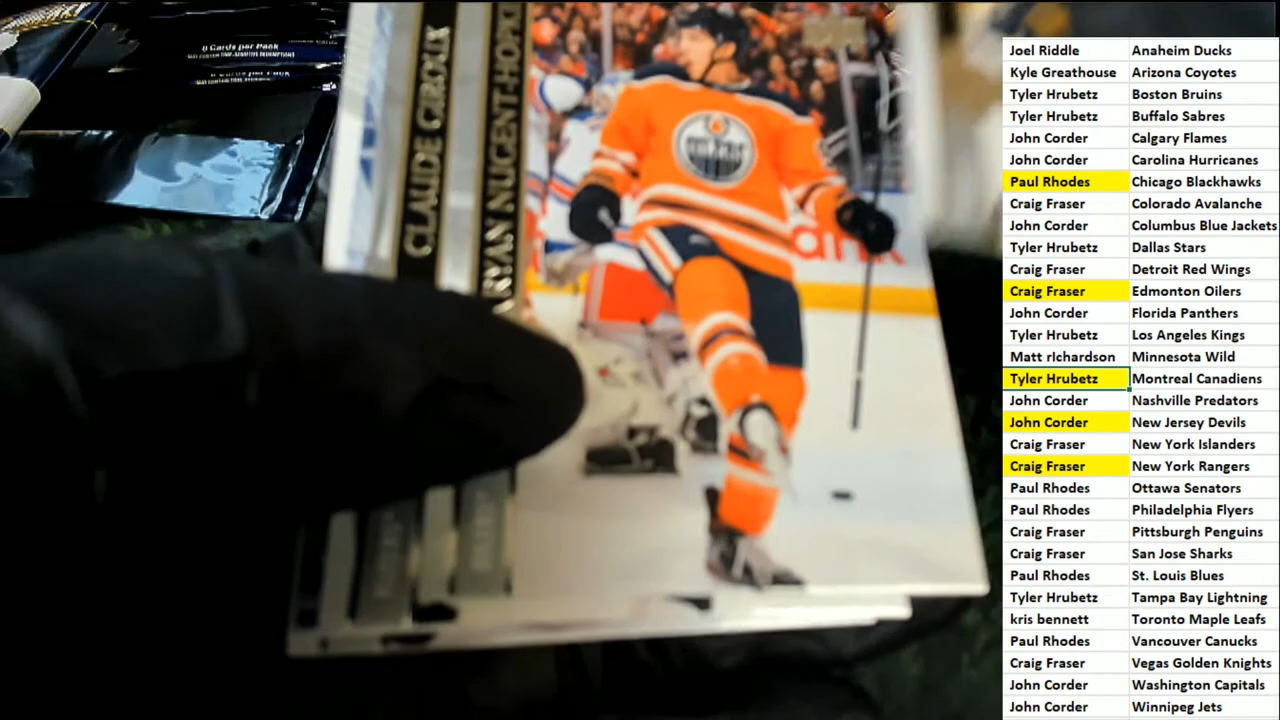 8 Cards per Pack
CLAUDE GIROUX
RYAN NUGENT-HOPKI
OILERS
Joel Riddle Anaheim Ducks
Kyle Greathouse Arizona Coyotes
Tyler Hrubetz Boston Bruins
Tyler Hrubetz Buffalo Sabres
John Corder Calgary Flames
John Corder Carolina Hurricanes
Paul Rhodes Chicago Blackhawks
Craig Fraser Colorado Avalanche
John Corder Columbus Blue Jackets
Tyler Hrubetz Dallas Stars
Craig Fraser Detroit Red Wings
Craig Fraser Edmonton Oilers
John Corder Florida Panthers
Tyler Hrubetz Los Angeles Kings
Matt rIchardson Minnesota Wild
Tyler Hrubetz Montreal Canadiens
John Corder Nashville Predators
John Corder New Jersey Devils
Craig Fraser New York Islanders
Craig Fraser New York Rangers
Paul Rhodes Ottawa Senators
Paul Rhodes Philadelphia Flyers
Craig Fraser Pittsburgh Penguins
Craig Fraser San Jose Sharks
Paul Rhodes St. Louis Blues
Tyler Hrubetz Tampa Bay Lightning
kris bennett Toronto Maple Leafs
Paul Rhodes Vancouver Canucks
Craig Fraser Vegas Golden Knights
John Corder Washington Capitals
John Corder Winnipeg Jets